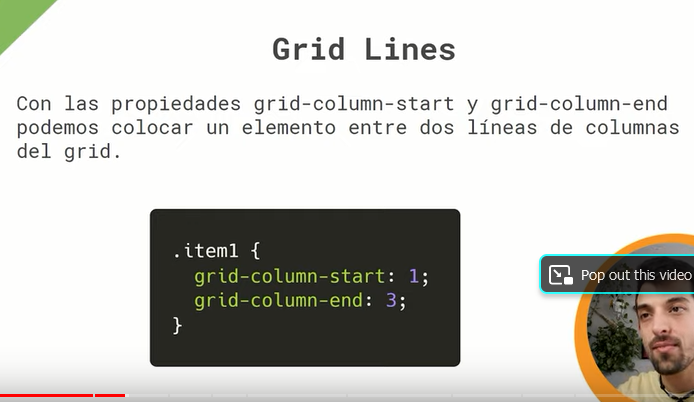 Grid Lines
Con las propiedades grid-column-start y grid-column-end
podemos colocar un elemento entre dos líneas de columnas
del grid.
.item1 {
grid-column-start: 1;
grid-column-end: 3;
}
Pop out this video